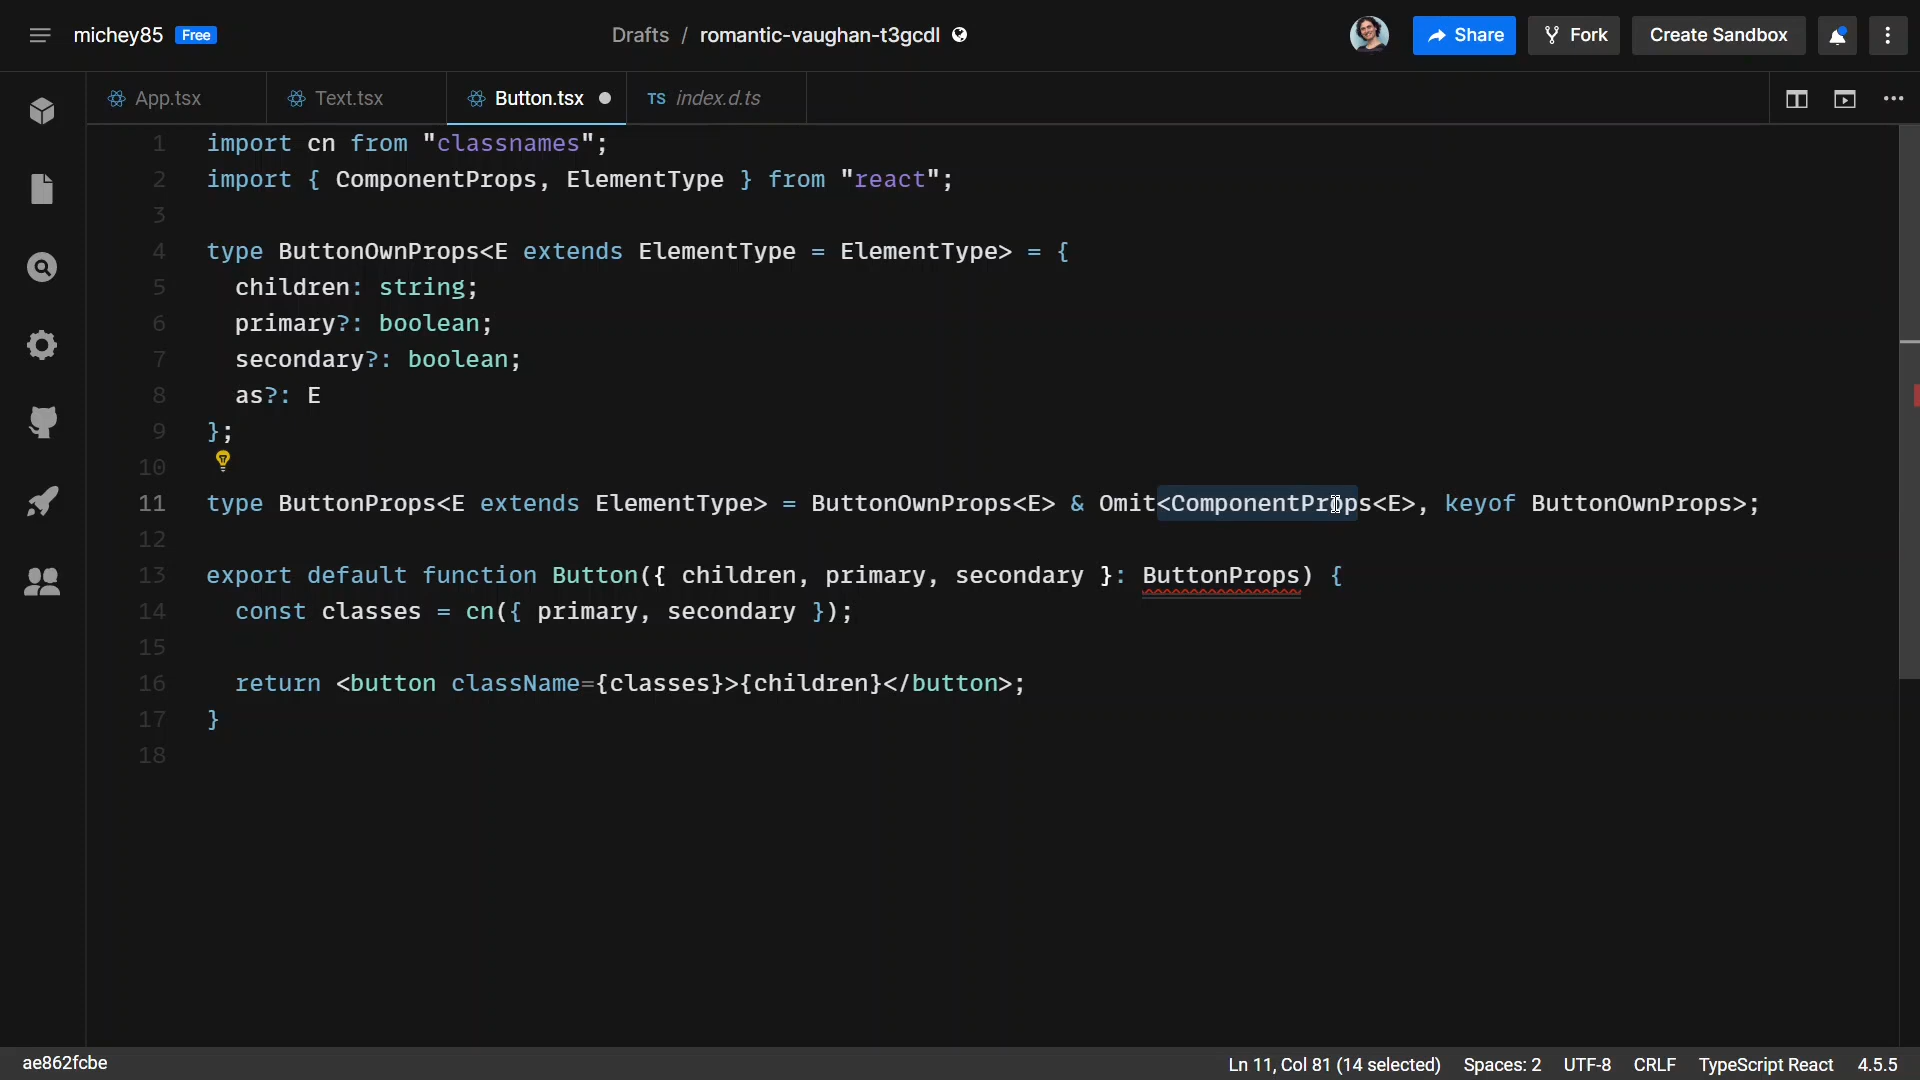 michey85 Free Drafts / romantic-vaughan-t3gcdl Share Fork Create Sandbox
App.tsx Text.tsx Button.tsx TS index.d.ts
1 import cn from "classnames";
2 import { ComponentProps, ElementType } from "react";
3
4 type ButtonOwnProps<E extends ElementType = ElementType> = {
5 children: string;
6 primary?: boolean;
7 secondary?: boolean;
8 as?: E
9 };
10
11 type ButtonProps<E extends ElementType> = ButtonOwnProps<E> & Omit<ComponentProps<E>, keyof ButtonOwnProps>;
12
13 export default function Button({ children, primary, secondary }: ButtonProps) {
14 const classes = cn({ primary, secondary });
15
16 return <button className={classes}>{children}</button>;
17 }
18
ae862fcbe Ln 11, Col 81 (14 selected) Spaces: 2 UTF-8 CRLF TypeScript React 4.5.5